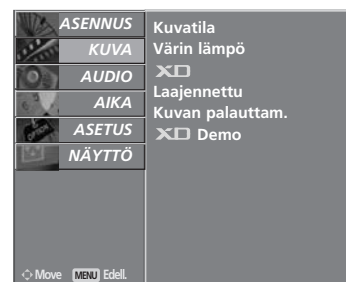 ASENNUS
KUVA
AUDIO
AIKA
ASETUS
NÄYTTÖ
Kuvatila
Värin lämpö
XD
Laajennettu
Kuvan palauttam.
XD Demo
Move MENU Edell.